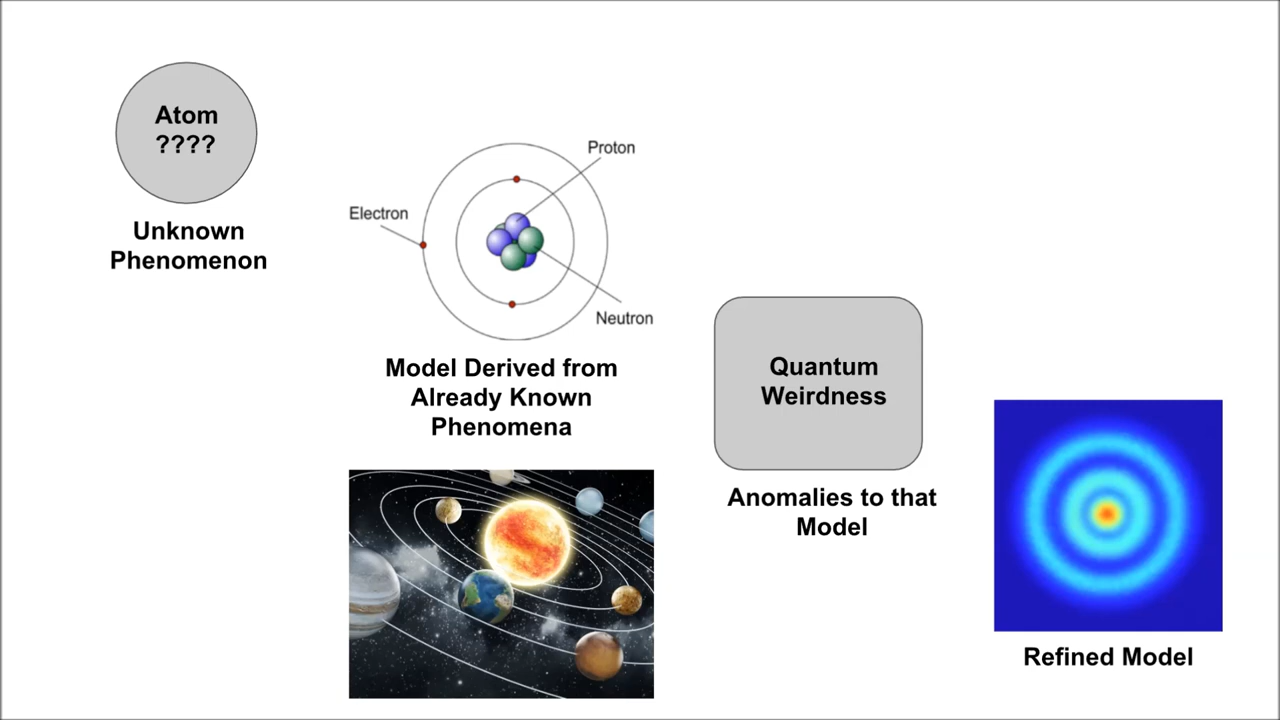 Atom
????
Unknown
Phenomenon
Proton
Electron
Neutron
Model Derived from
Already Known
Phenomena
Quantum
Weirdness
Anomalies to that
Model
Refined Model